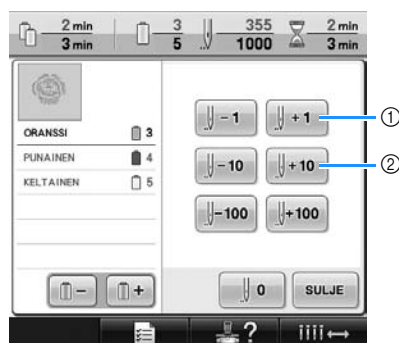 2 min 3 355 2 min
3 min 5 1000 3 min
−1 +1 ①
ORANSSI 3
PUNAINEN 4
−10 +10 ②
KELTAINEN 5
−100 +100
− + 0 SULJE
?